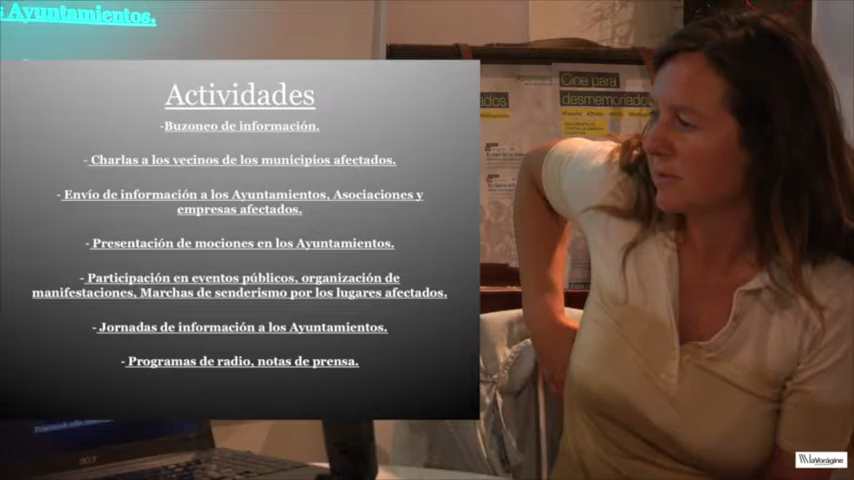 s Ayuntamientos.
Actividades
-Buzoneo de información.
- Charlas a los vecinos de los municipios afectados.
- Envío de información a los Ayuntamientos, Asociaciones y
empresas afectados.
- Presentación de mociones en los Ayuntamientos.
- Participación en eventos públicos, organización de
manifestaciones, Marchas de senderismo por los lugares afectados.
- Jornadas de información a los Ayuntamientos.
- Programas de radio, notas de prensa.
Cine para
desmemoriados
ados
acer
laVorágine